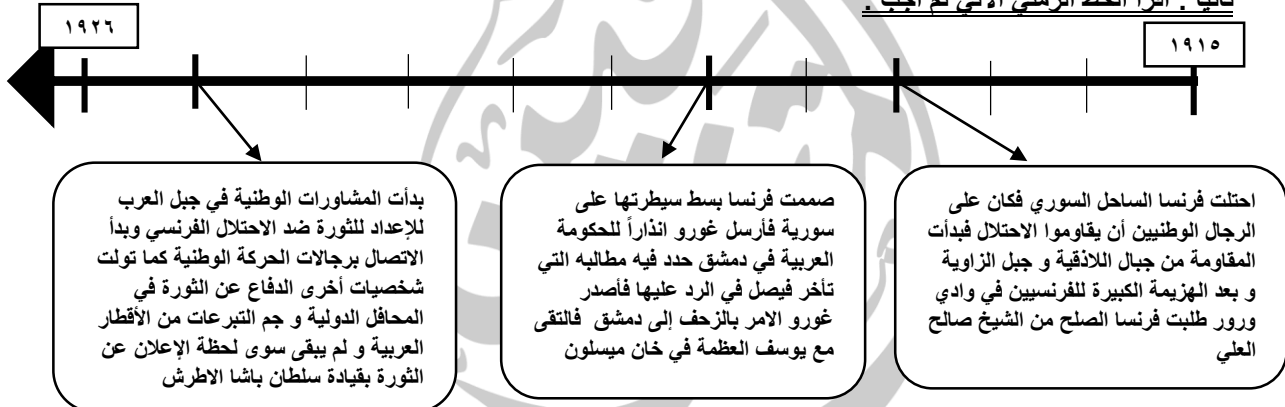 ثانيا : اقرأ الخط الزمني الآتي ثم أجب :
١٩١٥
١٩٢٦
احتلت فرنسا الساحل السوري فكان على
الرجال الوطنيين أن يقاوموا الاحتلال فبدأت
المقاومة من جبال اللاذقية و جبل الزاوية
و بعد الهزيمة الكبيرة للفرنسيين في وادي
ورور طلبت فرنسا الصلح من الشيخ صالح
العلي
صممت فرنسا بسط سيطرتها على
سورية فأرسل غورو انذاراً للحكومة
العربية في دمشق حدد فيه مطالبه التي
تأخر فيصل في الرد عليها فأصدر
غورو الامر بالزحف إلى دمشق فالتقى
مع يوسف العظمة في خان ميسلون
بدأت المشاورات الوطنية في جبل العرب
للإعداد للثورة ضد الاحتلال الفرنسي وبدأ
الاتصال برجالات الحركة الوطنية كما تولت
شخصيات أخرى الدفاع عن الثورة في
المحافل الدولية و جم التبرعات من الأقطار
العربية و لم يبقى سوى لحظة الإعلان عن
الثورة بقيادة سلطان باشا الاطرش